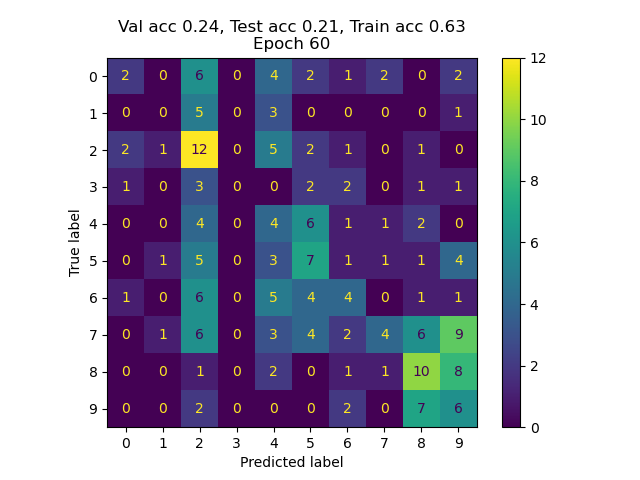 Val acc 0.24, Test acc 0.21, Train acc 0.63
Epoch 60
True label
0 2 0 6 0 4 2 1 2 0 2
1 0 0 5 0 3 0 0 0 0 1
2 2 1 12 0 5 2 1 0 1 0
3 1 0 3 0 0 2 2 0 1 1
4 0 0 4 0 4 6 1 1 2 0
5 0 1 5 0 3 7 1 1 1 4
6 1 0 6 0 5 4 4 0 1 1
7 0 1 6 0 3 4 2 4 6 9
8 0 0 1 0 2 0 1 1 10 8
9 0 0 2 0 0 0 2 0 7 6
0 1 2 3 4 5 6 7 8 9
Predicted label
12
10
8
6
4
2
0